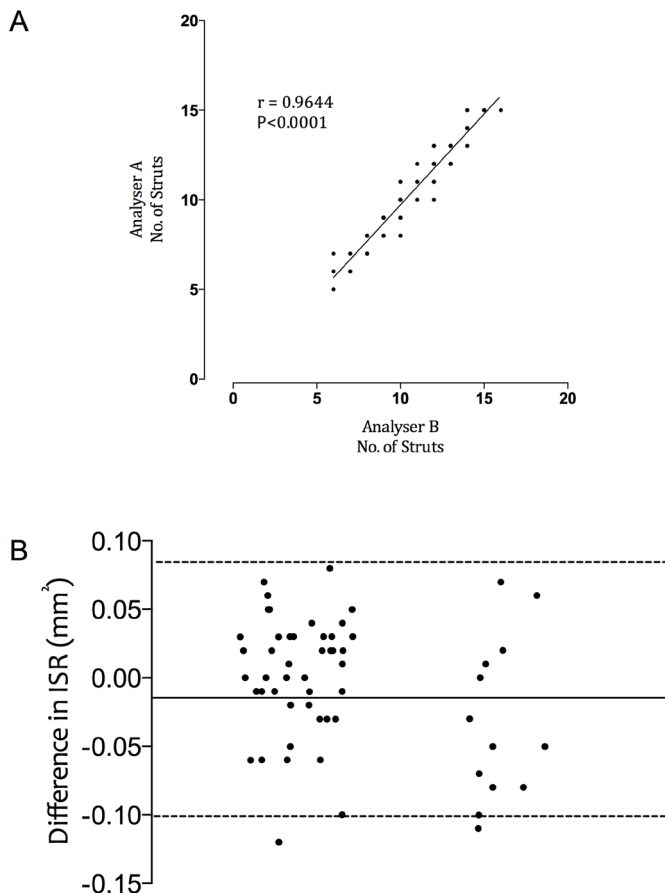 A
20
15
10
5
0
Analyser A
No. of Struts
r = 0.9644
P<0.0001
0 5 10 15 20
Analyser B
No. of Struts
B
0.10
0.05
0.00
-0.05
-0.10
-0.15
Difference in ISR (mm²)